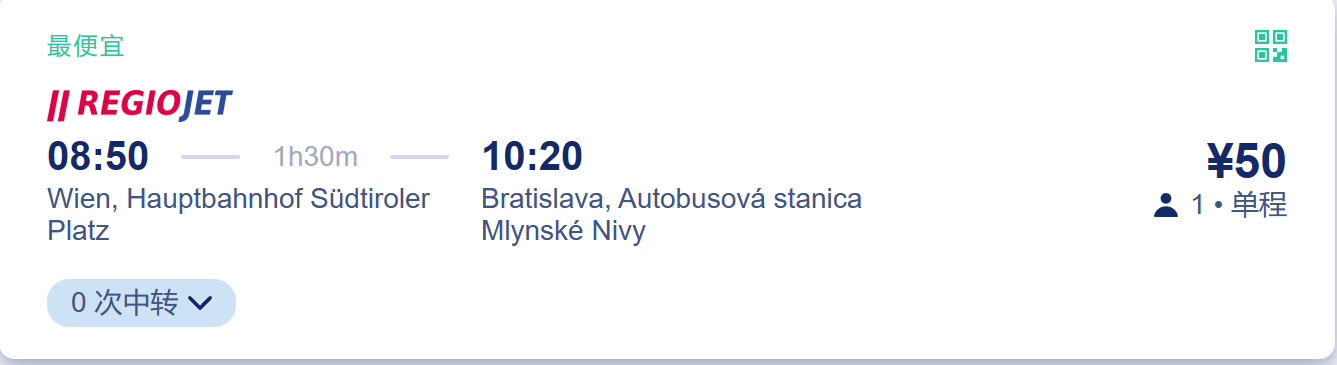 最便宜
REGIOJET
08:50 1h30m 10:20
Wien, Hauptbahnhof Südtiroler Platz
Bratislava, Autobusová stanica Mlynské Nivy
¥50
1 • 单程
0 次中转